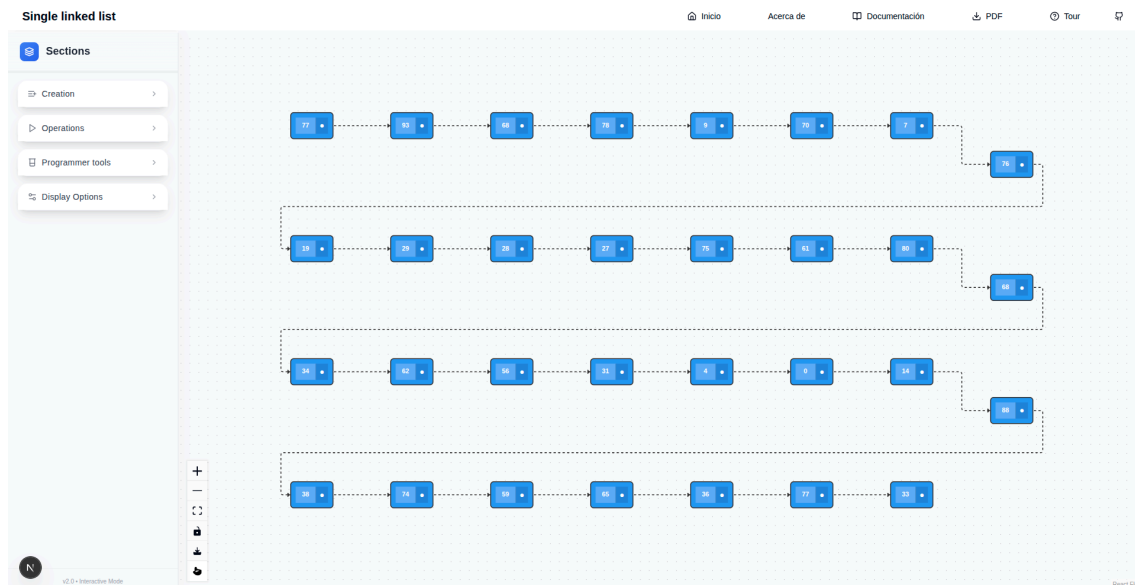 Single linked list
Inicio
Acerca de
Documentación
PDF
Tour
Sections
Creation
Operations
Programmer tools
Display Options
77 93 68 78 9 70 7
76
19 29 28 27 75 61 80
68
34 62 56 31 4 0 14
88
38 74 59 65 36 77 33
N
v2.0 • Interactive Mode